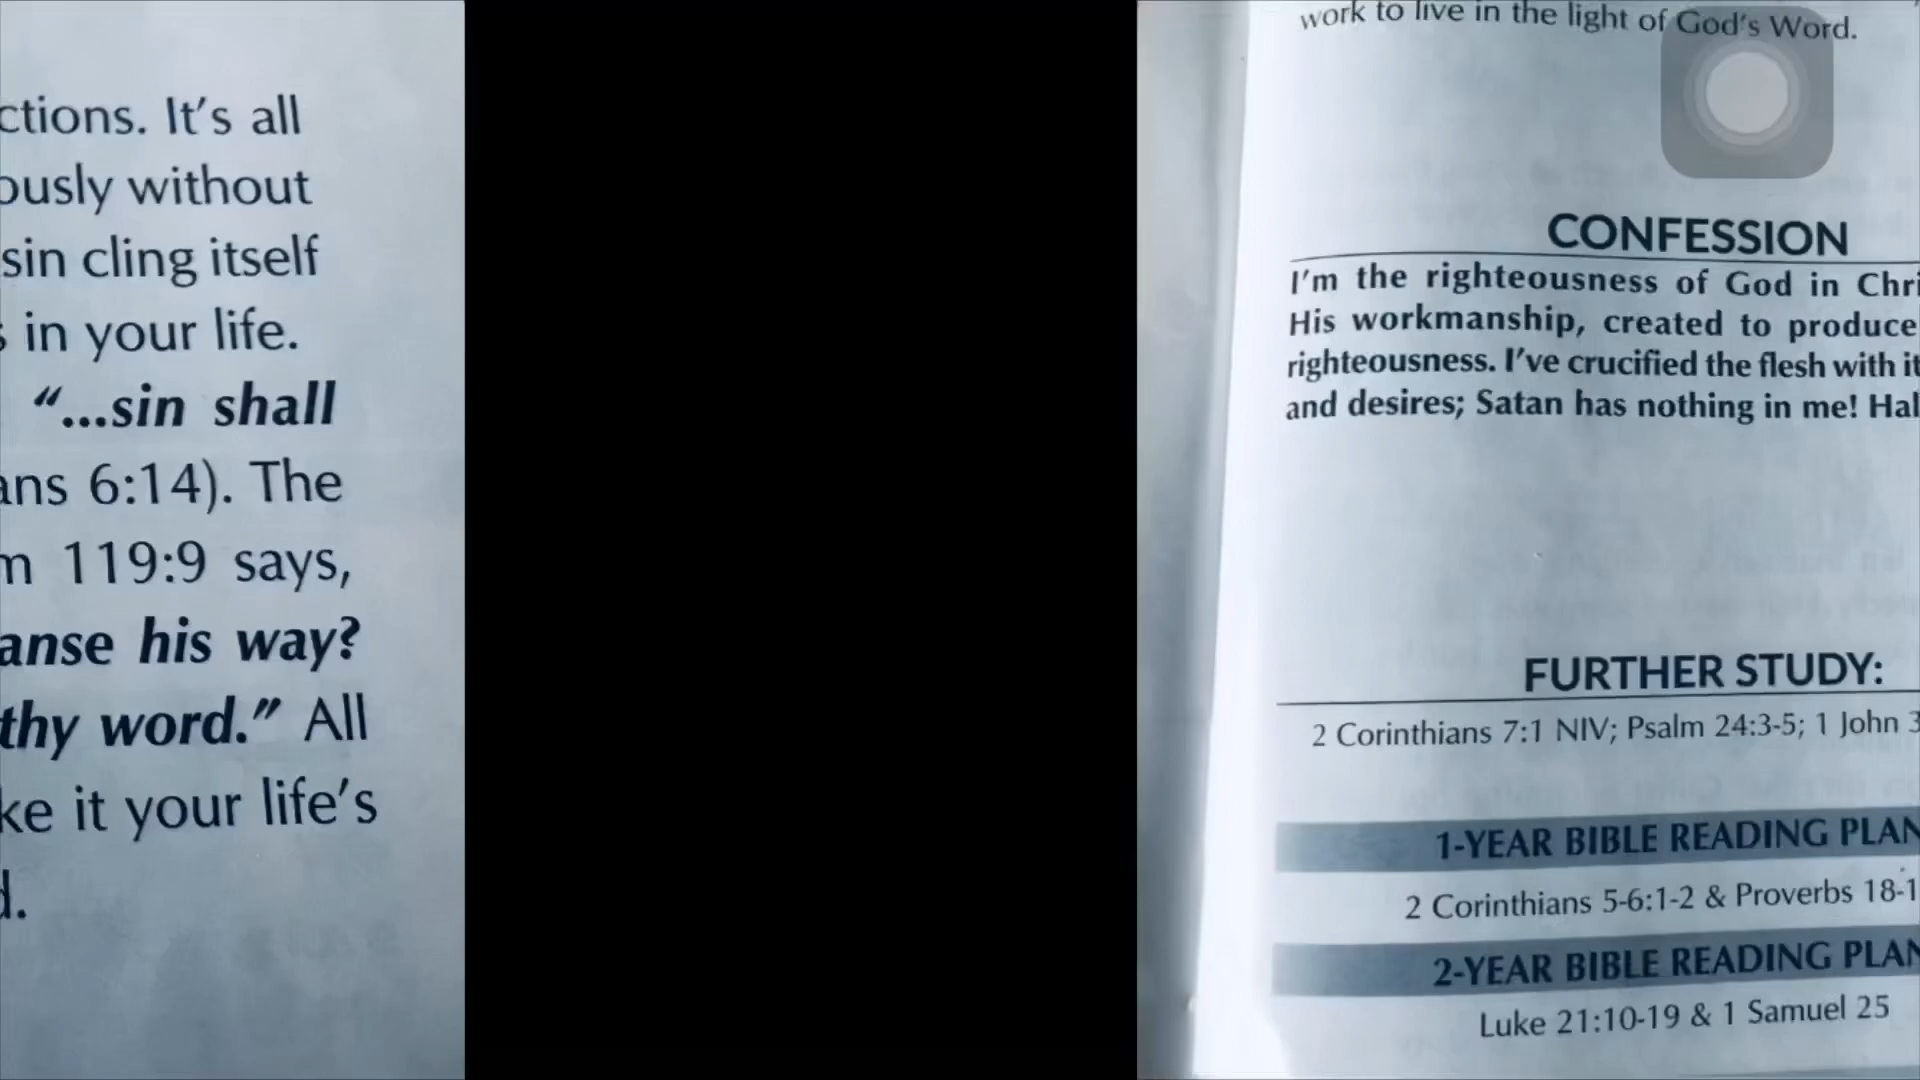 ctions. It's all
ously without
sin cling itself
s in your life.
"...sin shall
ans 6:14). The
m 119:9 says,
anse his way?
thy word." All
ke it your life's
d.
work to live in the light of God's Word.
CONFESSION
I'm the righteousness of God in Chri
His workmanship, created to produce
righteousness. I've crucified the flesh with it
and desires; Satan has nothing in me! Hal
FURTHER STUDY:
2 Corinthians 7:1 NIV; Psalm 24:3-5; 1 John 3
1-YEAR BIBLE READING PLAN
2 Corinthians 5-6:1-2 & Proverbs 18-1
2-YEAR BIBLE READING PLAN
Luke 21:10-19 & 1 Samuel 25